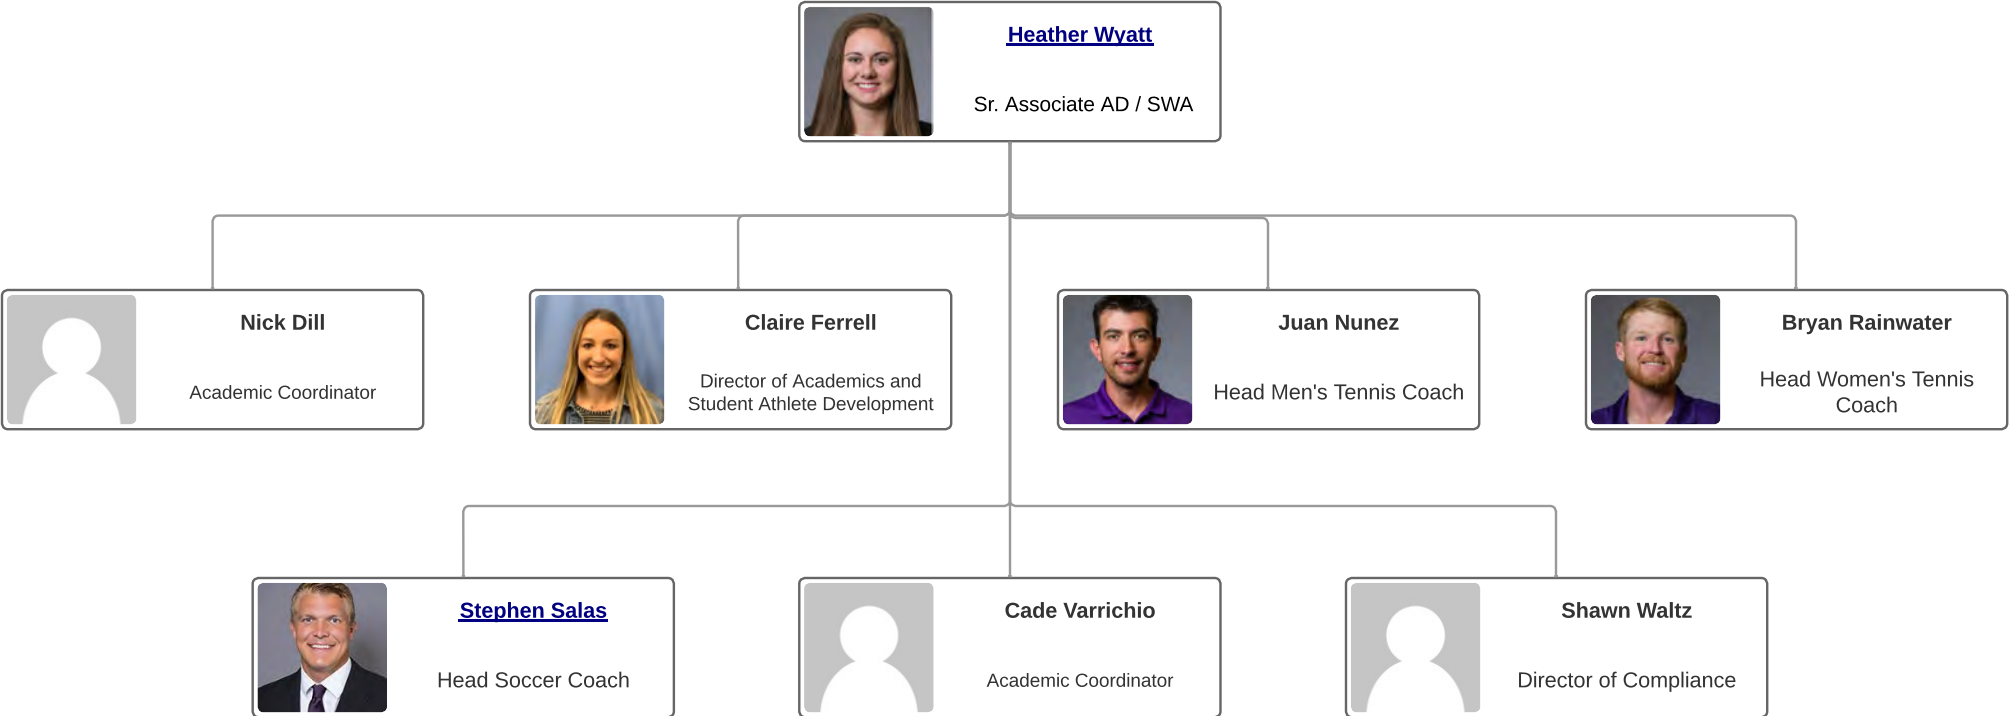 Heather Wyatt
Sr. Associate AD / SWA
Nick Dill
Academic Coordinator
Claire Ferrell
Director of Academics and
Student Athlete Development
Juan Nunez
Head Men's Tennis Coach
Bryan Rainwater
Head Women's Tennis
Coach
Stephen Salas
Head Soccer Coach
Cade Varrichio
Academic Coordinator
Shawn Waltz
Director of Compliance